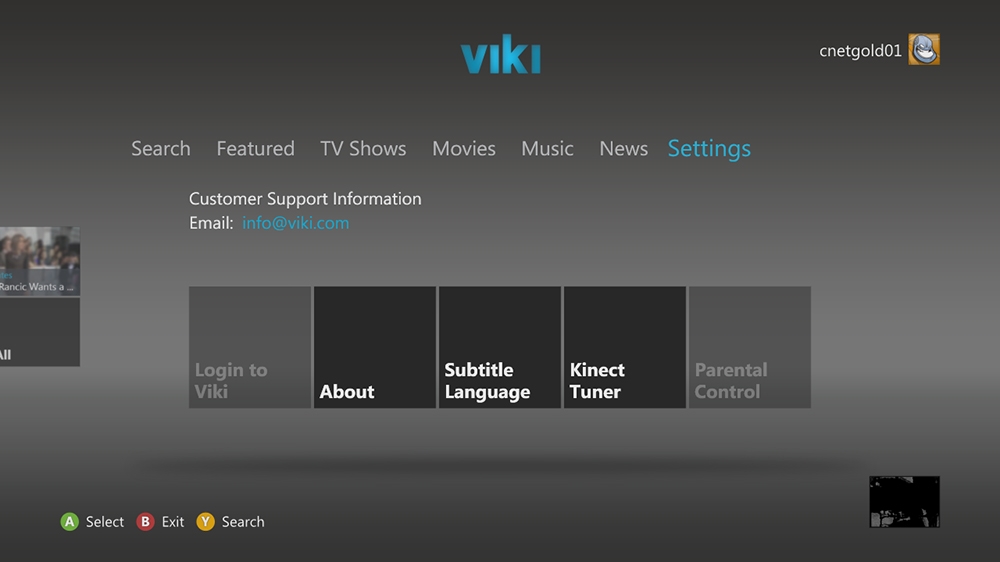 viki
cnetgold01
Search Featured TV Shows Movies Music News Settings
Customer Support Information
Email: info@viki.com
Rancic Wants a ...
All
Login to
Viki
About
Subtitle
Language
Kinect
Tuner
Parental
Control
A Select B Exit Y Search